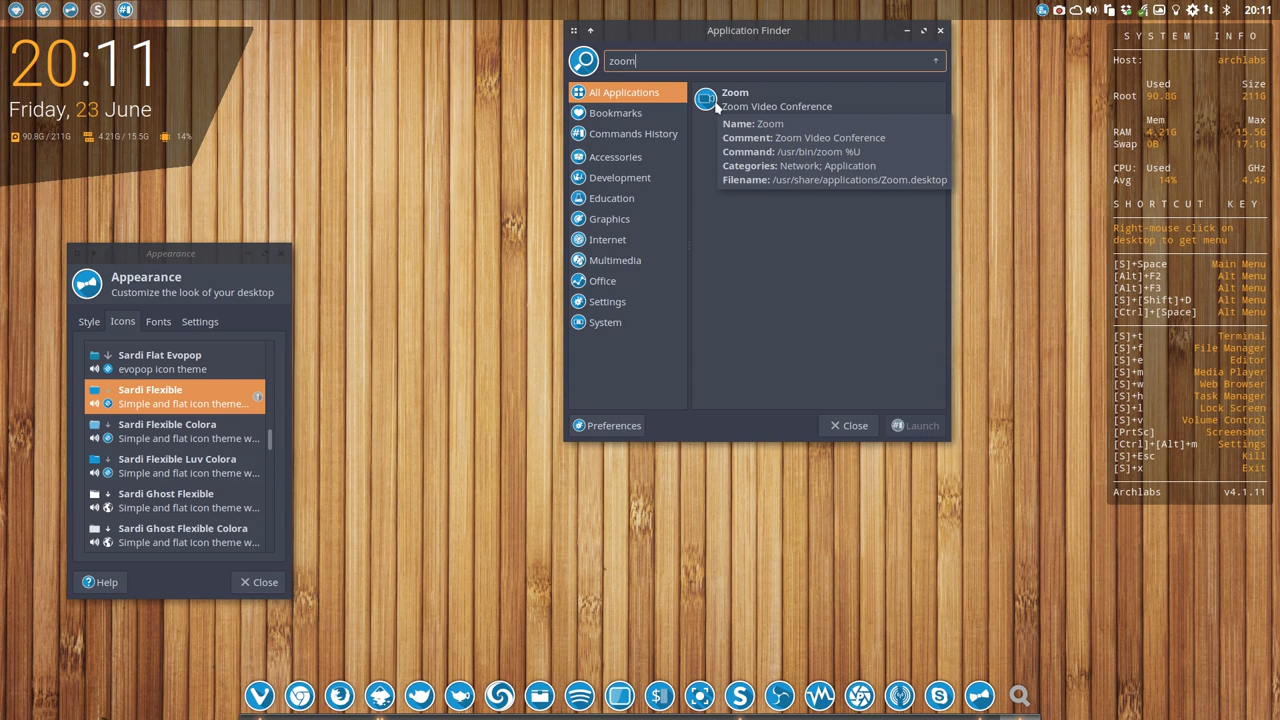 20:11
20:11
Friday, 23 June
90.8G / 211G 4.21G / 15.5G 14%
Application Finder
zoom
All Applications
Bookmarks
Commands History
Accessories
Development
Education
Graphics
Internet
Multimedia
Office
Settings
System
Zoom
Zoom Video Conference
Name: Zoom
Comment: Zoom Video Conference
Command: /usr/bin/zoom %U
Categories: Network; Application
Filename: /usr/share/applications/Zoom.desktop
Preferences
Close
Launch
Appearance
Appearance
Customize the look of your desktop
Style Icons Fonts Settings
Sardi Flat Evopop
evopop icon theme
Sardi Flexible
Simple and flat icon theme...
Sardi Flexible Colora
Simple and flat icon theme w...
Sardi Flexible Luv Colora
Simple and flat icon theme w...
Sardi Ghost Flexible
Simple and flat icon theme w...
Sardi Ghost Flexible Colora
Simple and flat icon theme w...
Help
Close
SYSTEM INFO
Host: archlabs
Used Size
Root 90.8G 211G
Mem Max
RAM 4.21G 15.5G
Swap 0B 17.1G
CPU: Used GHz
Avg 14% 4.49
SHORTCUT KEY
Right-mouse click on
desktop to get menu
[S]+Space Main Menu
[Alt]+F2 Alt Menu
[Alt]+F3 Alt Menu
[S]+[Shift]+D Alt Menu
[Ctrl]+[Space] Alt Menu
[S]+t Terminal
[S]+f File Manager
[S]+e Editor
[S]+m Media Player
[S]+w Web Browser
[S]+h Task Manager
[S]+l Lock Screen
[S]+v Volume Control
[PrtSc] Screenshot
[Ctrl]+[Alt]+m Settings
[S]+Esc Kill
[S]+x Exit
Archlabs v4.1.11